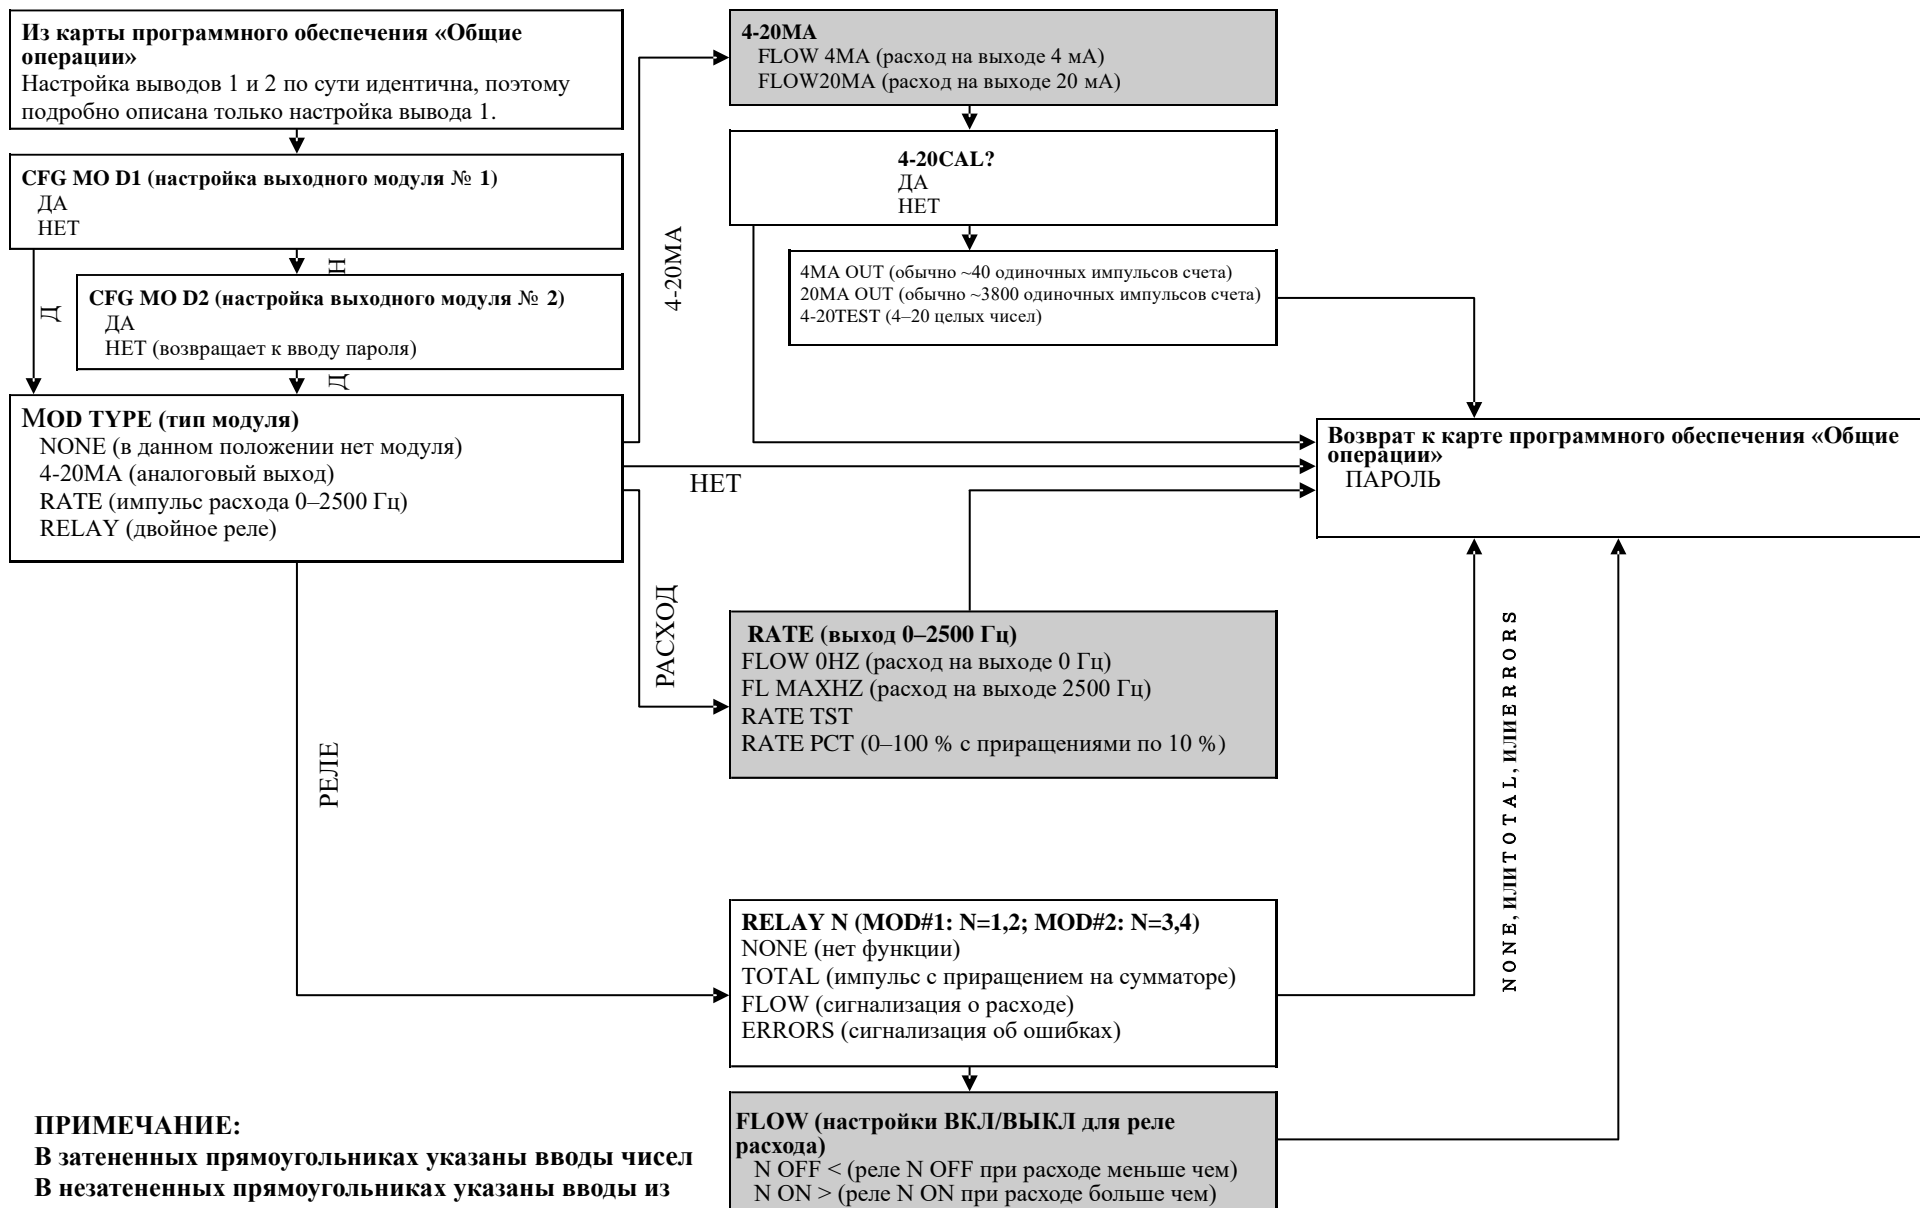 Из карты программного обеспечения «Общие
операции»
Настройка выводов 1 и 2 по сути идентична, поэтому
подробно описана только настройка вывода 1.
CFG MO D1 (настройка выходного модуля № 1)
ДА
НЕТ
Д
Н
CFG MO D2 (настройка выходного модуля № 2)
ДА
НЕТ (возвращает к вводу пароля)
Д
MOD TYPE (тип модуля)
NONE (в данном положении нет модуля)
4-20MA (аналоговый выход)
RATE (импульс расхода 0–2500 Гц)
RELAY (двойное реле)
4-20MA
4-20MA
FLOW 4MA (расход на выходе 4 мА)
FLOW20MA (расход на выходе 20 мА)
4-20CAL?
ДА
НЕТ
4MA OUT (обычно ~40 одиночных импульсов счета)
20MA OUT (обычно ~3800 одиночных импульсов счета)
4-20TEST (4–20 целых чисел)
НЕТ
Возврат к карте программного обеспечения «Общие
операции»
ПАРОЛЬ
РАСХОД
RATE (выход 0–2500 Гц)
FLOW 0HZ (расход на выходе 0 Гц)
FL MAXHZ (расход на выходе 2500 Гц)
RATE TST
RATE PCT (0–100 % с приращениями по 10 %)
РЕЛЕ
RELAY N (MOD#1: N=1,2; MOD#2: N=3,4)
NONE (нет функции)
TOTAL (импульс с приращением на сумматоре)
FLOW (сигнализация о расходе)
ERRORS (сигнализация об ошибках)
NONE, ИЛИ TOTAL, ИЛИ ERRORS
FLOW (настройки ВКЛ/ВЫКЛ для реле
расхода)
N OFF < (реле N OFF при расходе меньше чем)
N ON > (реле N ON при расходе больше чем)
ПРИМЕЧАНИЕ:
В затененных прямоугольниках указаны вводы чисел
В незатененных прямоугольниках указаны вводы из